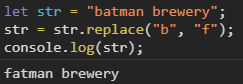 let str = "batman brewery";
str = str.replace("b", "f");
console.log(str);
fatman brewery